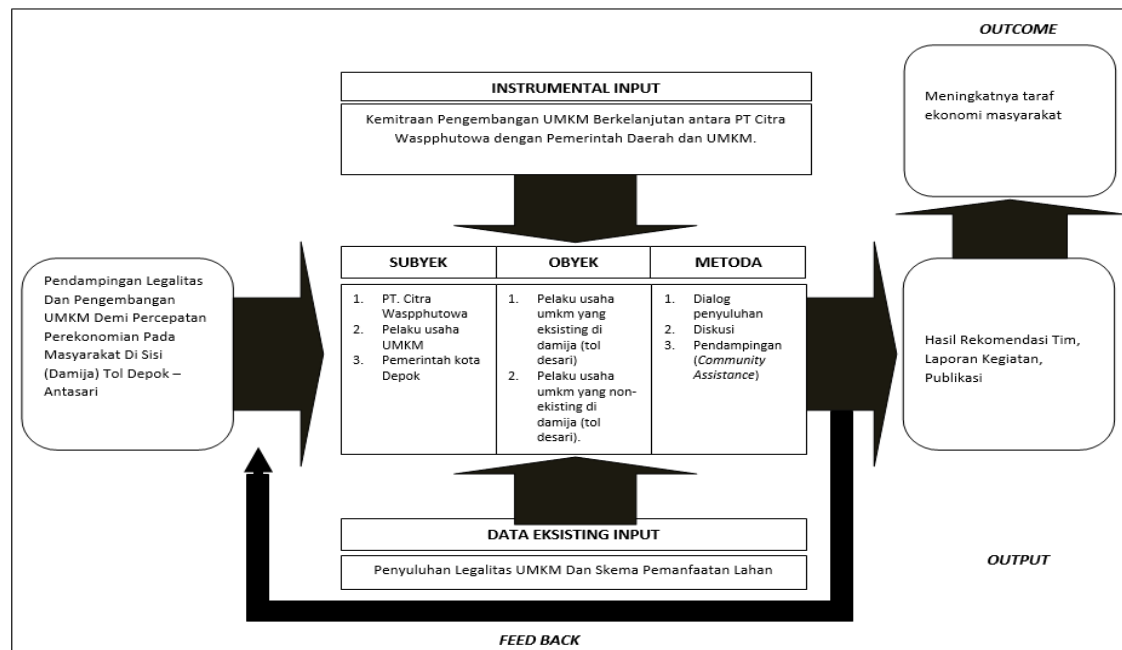 OUTCOME
INSTRUMENTAL INPUT
Kemitraan Pengembangan UMKM Berkelanjutan antara PT Citra
Waspphutowa dengan Pemerintah Daerah dan UMKM.
Meningkatnya taraf
ekonomi masyarakat
Pendampingan Legalitas
Dan Pengembangan
UMKM Demi Percepatan
Perekonomian Pada
Masyarakat Di Sisi
(Damija) Tol Depok –
Antasari
SUBYEK
1. PT. Citra
Waspphutowa
2. Pelaku usaha
UMKM
3. Pemerintah kota
Depok
OBYEK
1. Pelaku usaha
umkm yang
eksisting di
damija (tol
desari)
2. Pelaku usaha
umkm yang non-
ekisting di
damija (tol
desari).
METODA
1. Dialog
penyuluhan
2. Diskusi
3. Pendampingan
(Community
Assistance)
Hasil Rekomendasi Tim,
Laporan Kegiatan,
Publikasi
DATA EKSISTING INPUT
Penyuluhan Legalitas UMKM Dan Skema Pemanfaatan Lahan
OUTPUT
FEED BACK